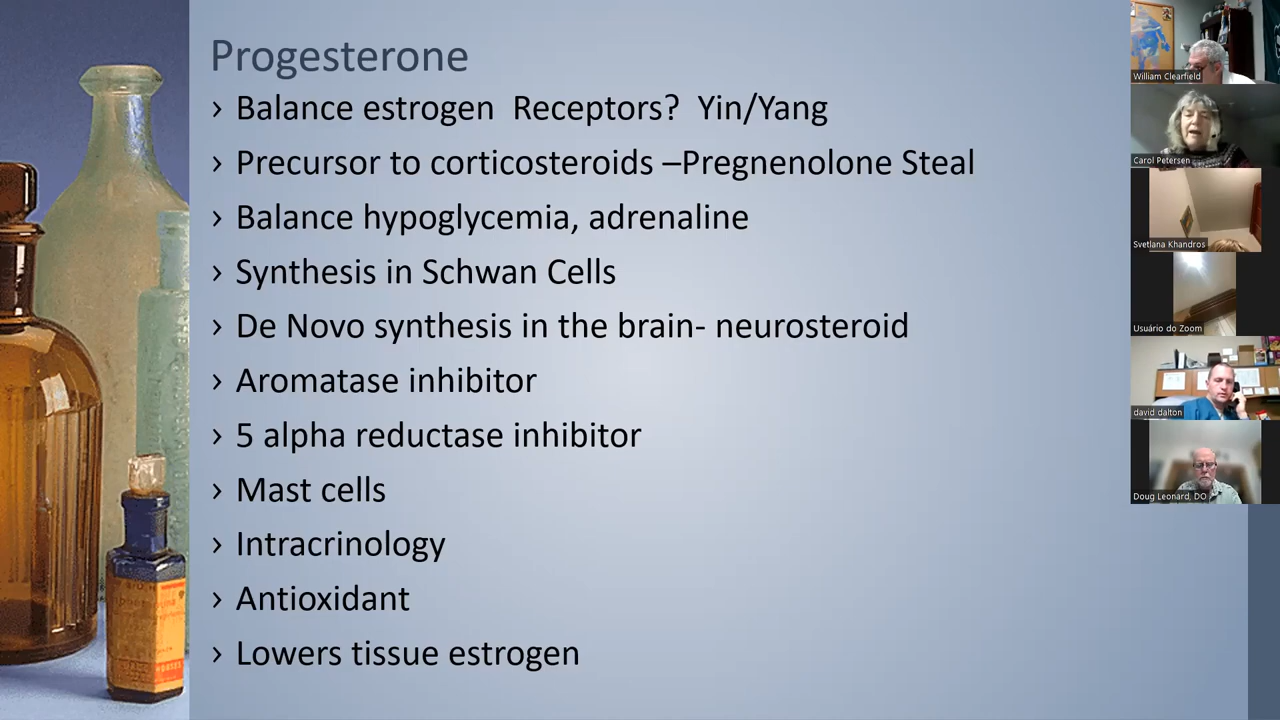 Progesterone
› Balance estrogen  Receptors?  Yin/Yang
› Precursor to corticosteroids –Pregnenolone Steal
› Balance hypoglycemia, adrenaline
› Synthesis in Schwan Cells
› De Novo synthesis in the brain- neurosteroid
› Aromatase inhibitor
› 5 alpha reductase inhibitor
› Mast cells
› Intracrinology
› Antioxidant
› Lowers tissue estrogen
William Clearfield
Carol Petersen
Svetlana Khandros
Usuário do Zoom
david dalton
Doug Leonard, DO